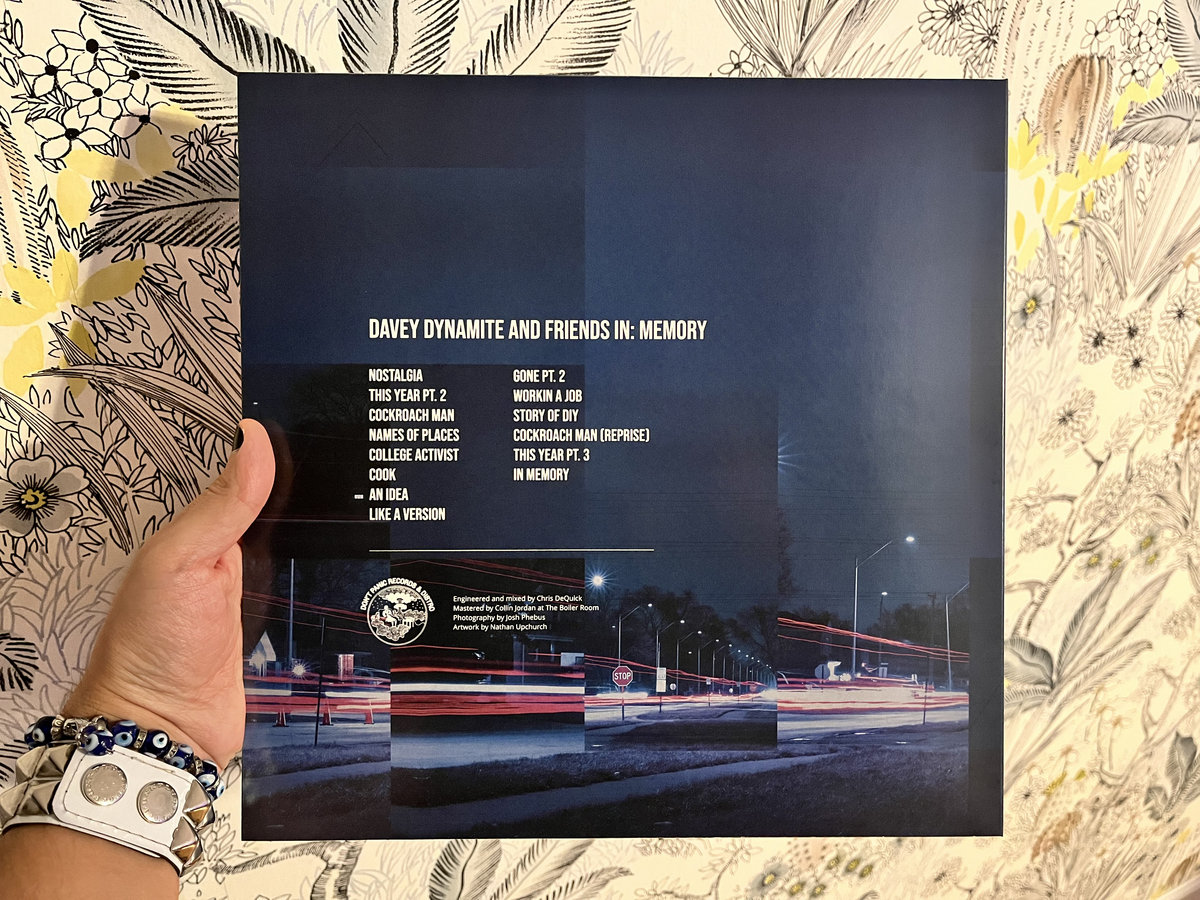 DAVEY DYNAMITE AND FRIENDS IN: MEMORY
NOSTALGIA
THIS YEAR PT. 2
COCKROACH MAN
NAMES OF PLACES
COLLEGE ACTIVIST
COOK
AN IDEA
LIKE A VERSION
GONE PT. 2
WORKIN A JOB
STORY OF DIY
COCKROACH MAN (REPRISE)
THIS YEAR PT. 3
IN MEMORY
DON'T PANIC RECORDS & DISTRO
Engineered and mixed by Chris DeQuick
Mastered by Collin Jordan at The Boiler Room
Photography by Josh Phebus
Artwork by Nathan Upchurch
STOP